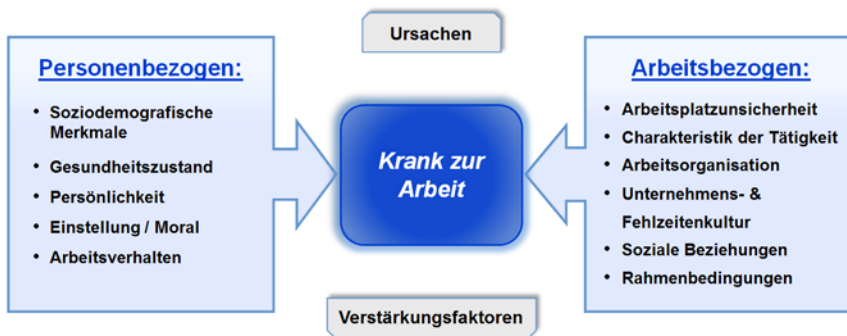 Ursachen
Personenbezogen:
• Soziodemografische
Merkmale
• Gesundheitszustand
• Persönlichkeit
• Einstellung / Moral
• Arbeitsverhalten
Krank zur
Arbeit
Arbeitsbezogen:
• Arbeitsplatzunsicherheit
• Charakteristik der Tätigkeit
• Arbeitsorganisation
• Unternehmens- &
Fehlzeitenkultur
• Soziale Beziehungen
• Rahmenbedingungen
Verstärkungsfaktoren